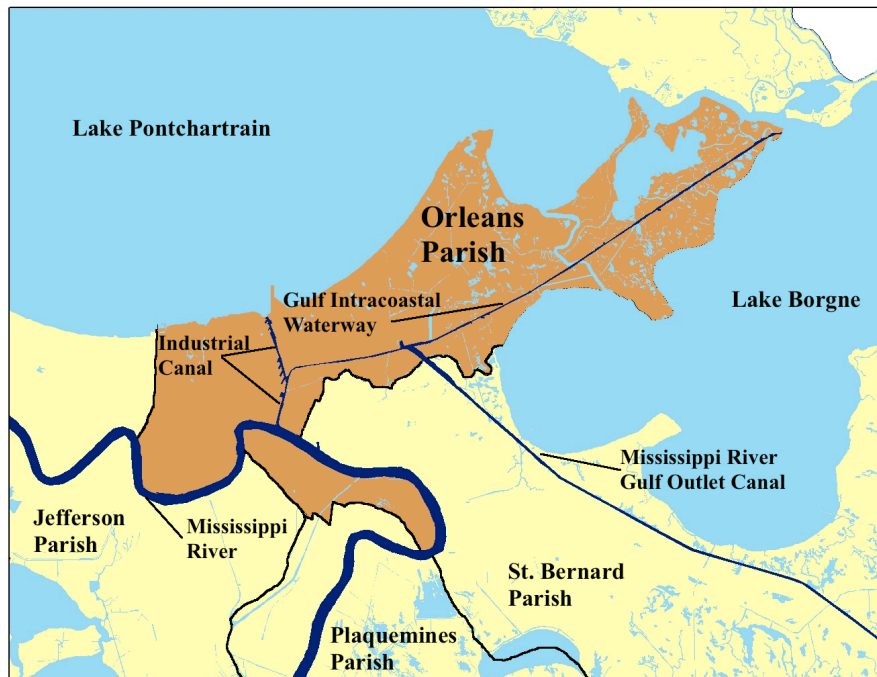 Lake Pontchartrain
Orleans
Parish
Gulf Intracoastal
Waterway
Lake Borgne
Industrial
Canal
Mississippi River
Gulf Outlet Canal
Jefferson
Parish
Mississippi
River
St. Bernard
Parish
Plaquemines
Parish